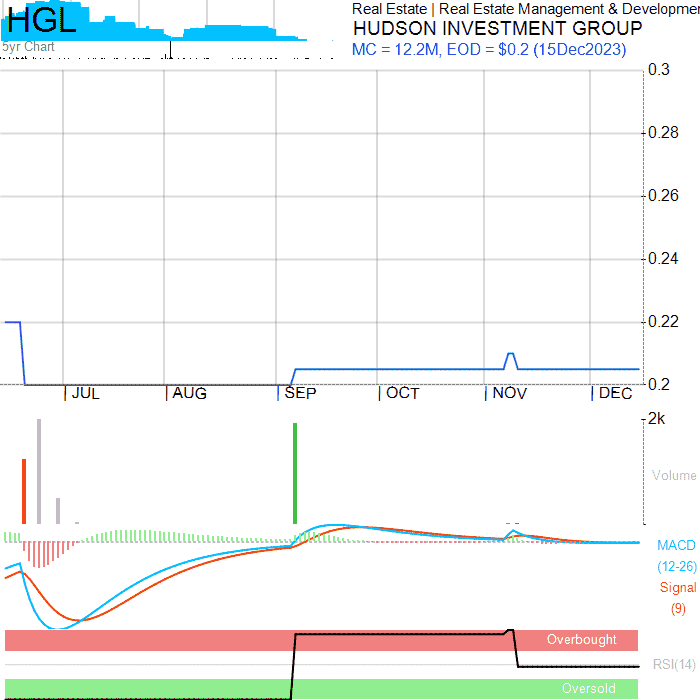 HGL
5yr Chart
Real Estate | Real Estate Management & Developmen
HUDSON INVESTMENT GROUP
MC = 12.2M, EOD = $0.2 (15Dec2023)
0.3
0.28
0.26
0.24
0.22
0.2
| JUL | AUG | SEP | OCT | NOV | DEC
2k
Volume
MACD
(12-26)
Signal
(9)
Overbought
RSI(14)
Oversold